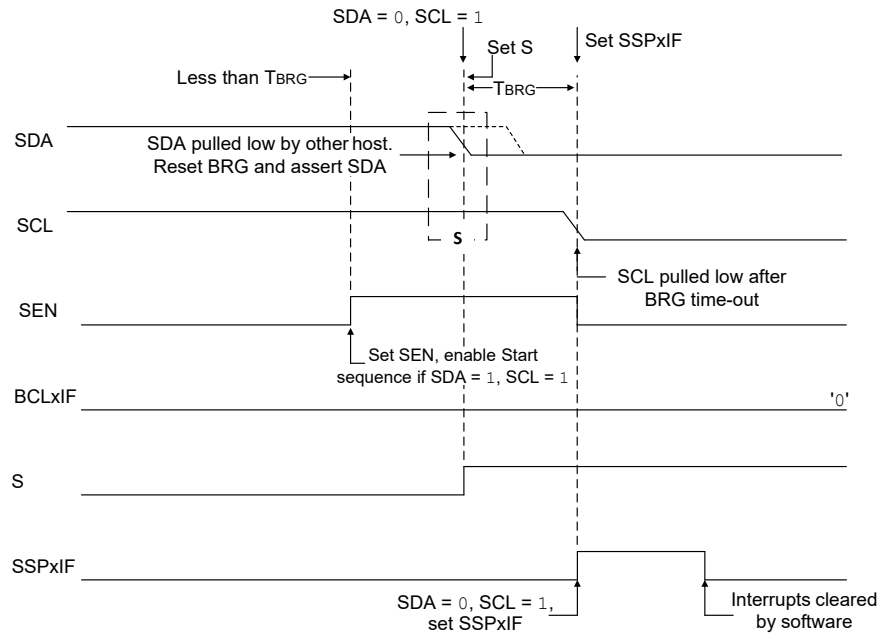 SDA = 0, SCL = 1
Set S
Set SSPxIF
Less than TBRG
TBRG
SDA
SDA pulled low by other host.
Reset BRG and assert SDA
SCL
S
SCL pulled low after
BRG time-out
SEN
Set SEN, enable Start
sequence if SDA = 1, SCL = 1
BCLxIF
'0'
S
SSPxIF
SDA = 0, SCL = 1,
set SSPxIF
Interrupts cleared
by software